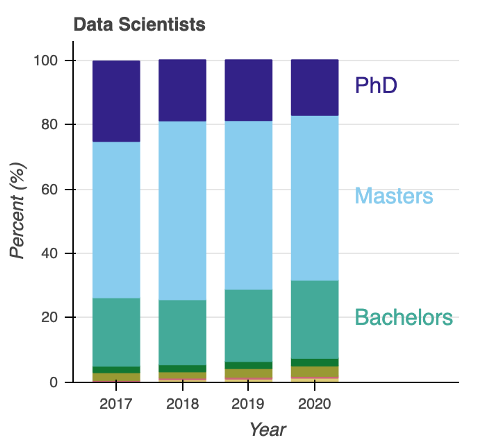 Data Scientists
100
80
60
40
20
0
Percent (%)
PhD
Masters
Bachelors
2017 2018 2019 2020
Year